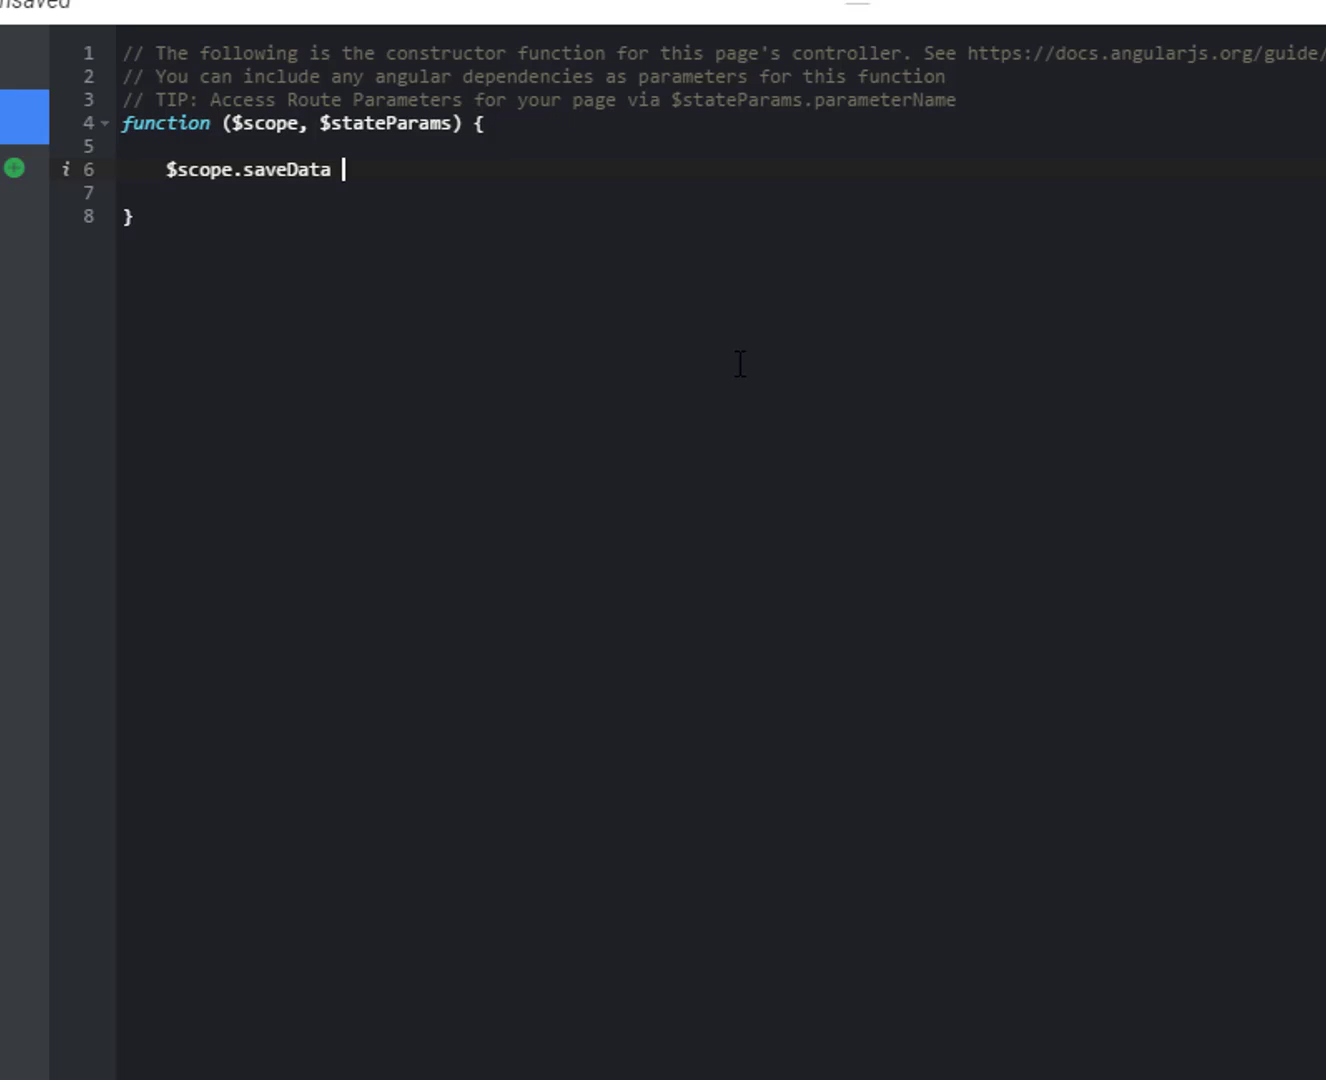 1 // The following is the constructor function for this page's controller. See https://docs.angularjs.org/guide/
2 // You can include any angular dependencies as parameters for this function
3 // TIP: Access Route Parameters for your page via $stateParams.parameterName
4 function ($scope, $stateParams) {
5
i 6 $scope.saveData
7
8 }